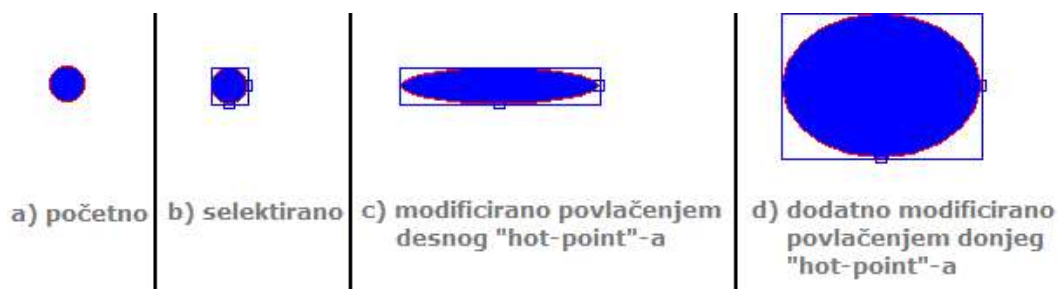 a) početno
b) selektirano
c) modificirano povlačenjem
desnog "hot-point"-a
d) dodatno modificirano
povlačenjem donjeg
"hot-point"-a